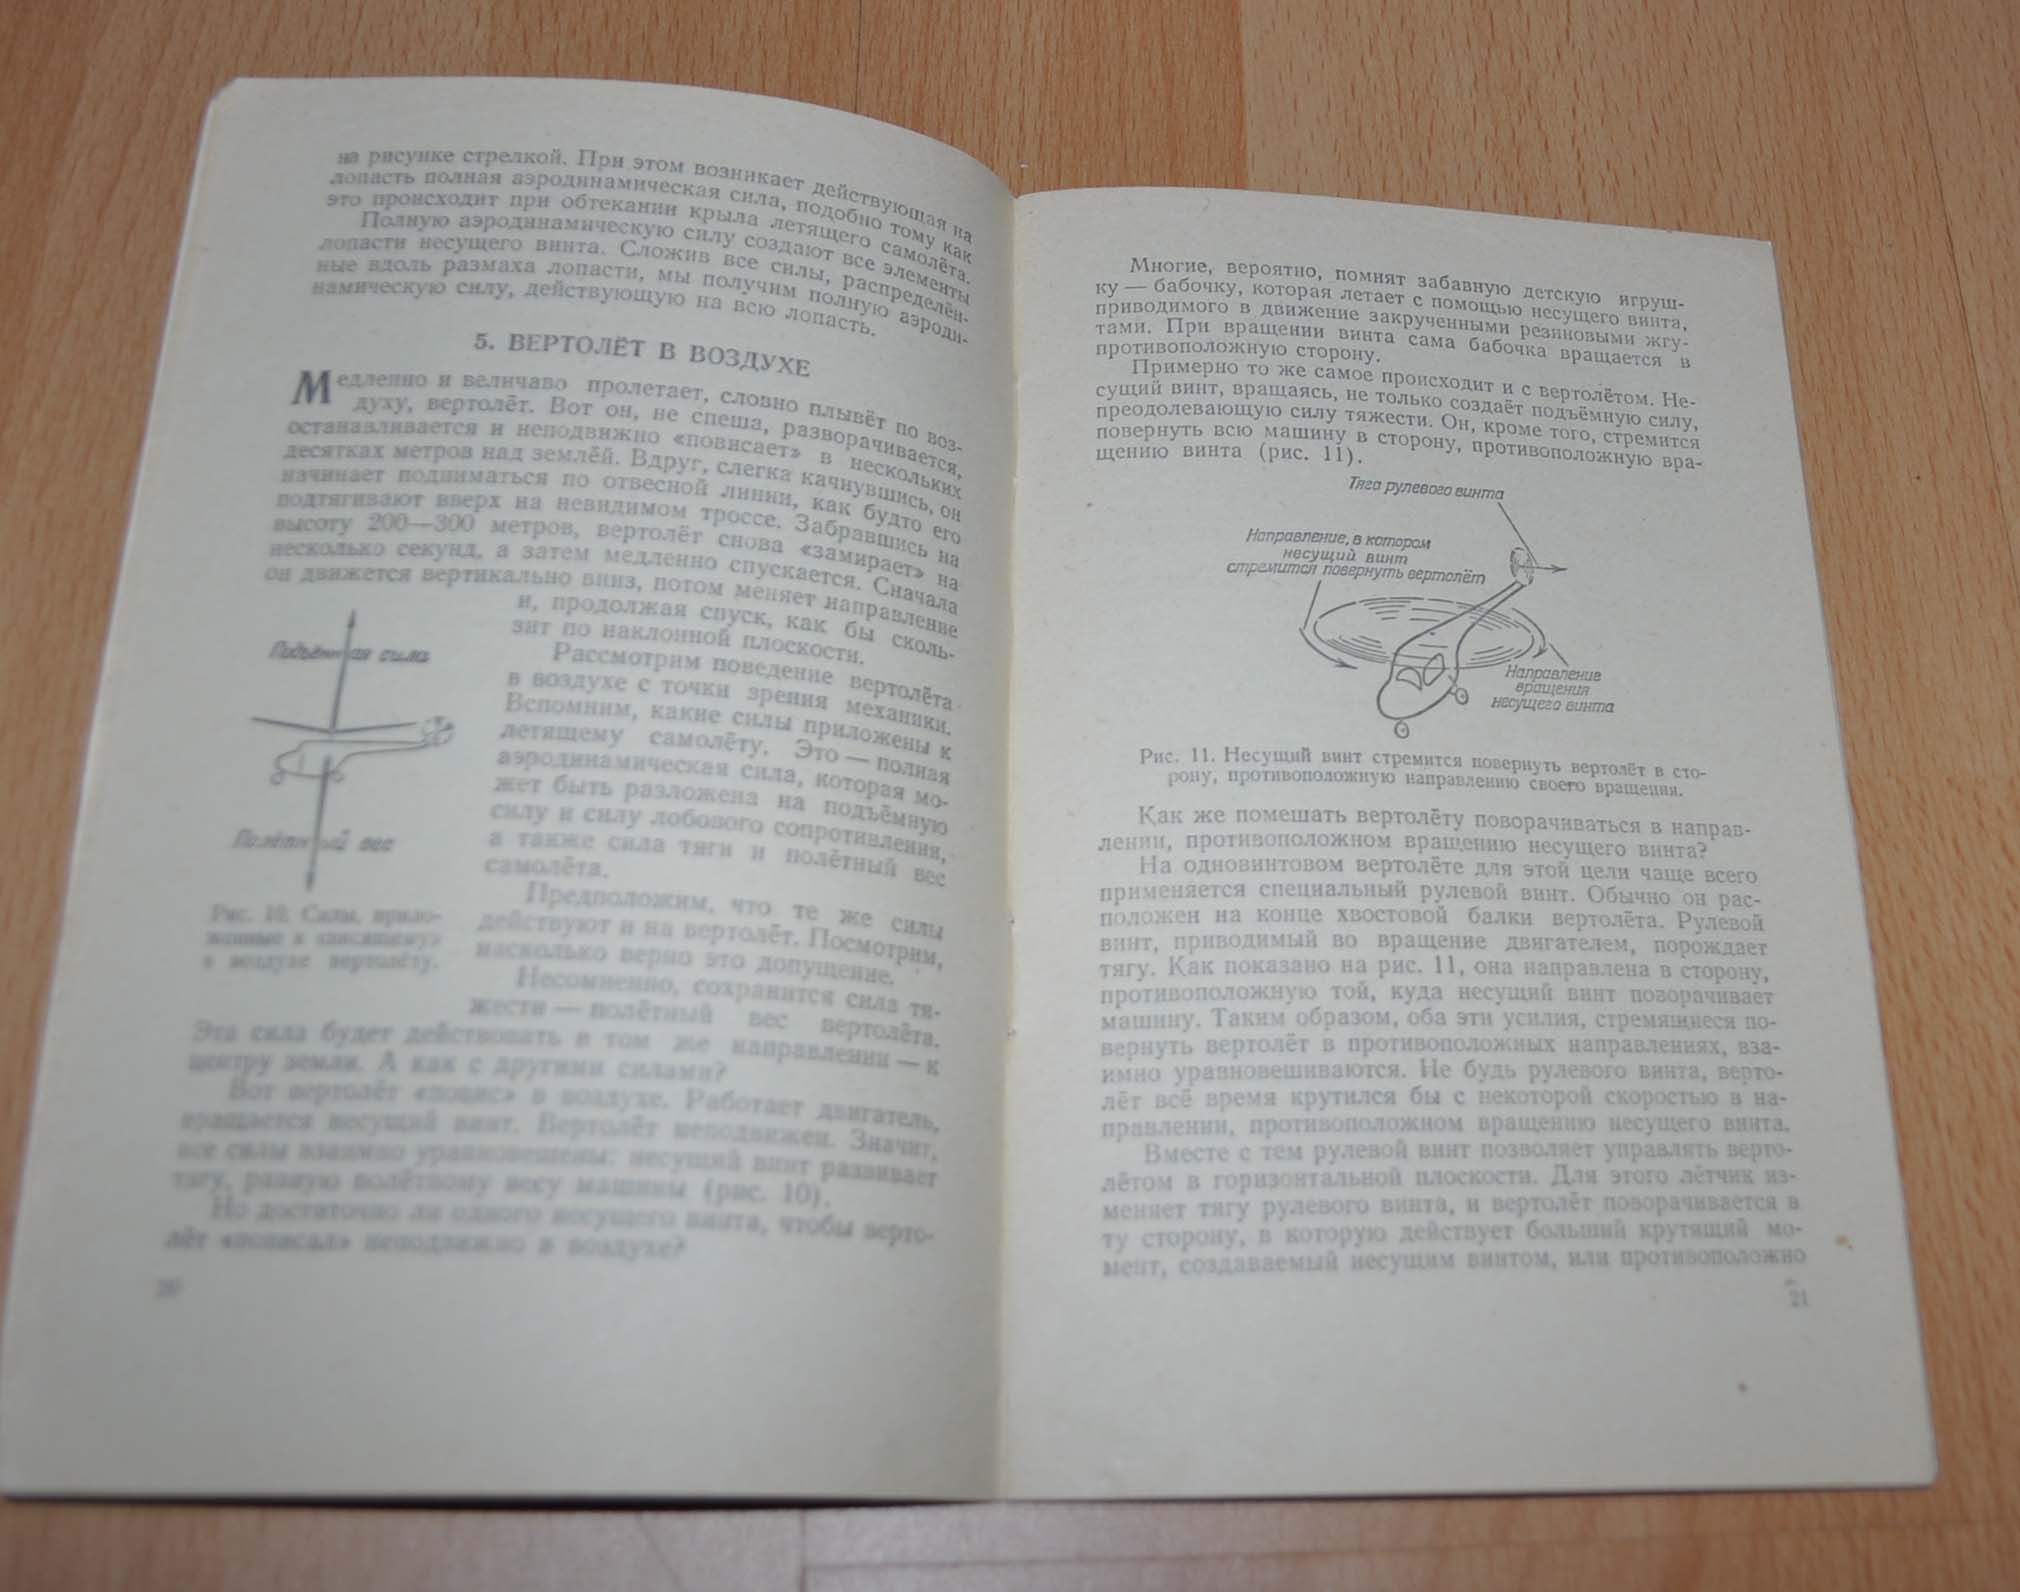 на рисунке стрелкой. При этом возникает действующая на
лопасть полная аэродинамическая сила, подобно тому как
это происходит при обтекании крыла летящего самолёта.
Полную аэродинамическую силу создают все элементы
лопасти несущего винта. Сложив все силы, распределён-
ные вдоль размаха лопасти, мы получим полную аэроди-
намическую силу, действующую на всю лопасть.
5. ВЕРТОЛЁТ В ВОЗДУХЕ
Медленно и величаво пролетает, словно плывёт по воз-
духу, вертолёт. Вот он, не спеша, разворачивается,
останавливается и неподвижно «повисает» в нескольких
десятках метров над землёй. Вдруг, слегка качнувшись, он
начинает подниматься по отвесной линии, как будто его
подтягивают вверх на невидимом троссе. Забравшись на
высоту 200—300 метров, вертолёт снова «замирает» на
несколько секунд, а затем медленно спускается. Сначала
он движется вертикально вниз, потом меняет направление
и, продолжая спуск, как бы сколь-
зит по наклонной плоскости.
Рассмотрим поведение вертолёта
в воздухе с точки зрения механики.
Вспомним, какие силы приложены к
летящему самолёту. Это — полная
аэродинамическая сила, которая мо-
жет быть разложена на подъёмную
силу и силу лобового сопротивления,
а также сила тяги и полётный вес
самолёта.
Предположим, что те же силы
действуют и на вертолёт. Посмотрим,
насколько верно это допущение.
Несомненно, сохранится сила тя-
жести — полётный вес вертолёта.
Подъёмная сила
Полётный вес
Рис. 10. Силы, прило-
женные к «висящему»
в воздухе вертолёту.
Эта сила будет действовать в том же направлении — к
центру земли. А как с другими силами?
Вот вертолёт «повис» в воздухе. Работает двигатель,
вращается несущий винт. Вертолёт неподвижен. Значит,
все силы взаимно уравновешены: несущий винт развивает
тягу, равную полётному весу машины (рис. 10).
Но достаточно ли одного несущего винта, чтобы верто-
лёт «повисал» неподвижно в воздухе?
20
Многие, вероятно, помнят забавную детскую игруш-
ку — бабочку, которая летает с помощью несущего винта,
приводимого в движение закрученными резиновыми жгу-
тами. При вращении винта сама бабочка вращается в
противоположную сторону.
Примерно то же самое происходит и с вертолётом. Не-
сущий винт, вращаясь, не только создаёт подъёмную силу,
преодолевающую силу тяжести. Он, кроме того, стремится
повернуть всю машину в сторону, противоположную вра-
щению винта (рис. 11).
Тяга рулевого винта
Направление, в котором
несущий винт
стремится повернуть вертолёт
Направление
вращения
несущего винта
Рис. 11. Несущий винт стремится повернуть вертолёт в сто-
рону, противоположную направлению своего вращения.
Как же помешать вертолёту поворачиваться в направ-
лении, противоположном вращению несущего винта?
На одновинтовом вертолёте для этой цели чаще всего
применяется специальный рулевой винт. Обычно он рас-
положен на конце хвостовой балки вертолёта. Рулевой
винт, приводимый во вращение двигателем, порождает
тягу. Как показано на рис. 11, она направлена в сторону,
противоположную той, куда несущий винт поворачивает
машину. Таким образом, оба эти усилия, стремящиеся по-
вернуть вертолёт в противоположных направлениях, вза-
имно уравновешиваются. Не будь рулевого винта, верто-
лёт всё время крутился бы с некоторой скоростью в на-
правлении, противоположном вращению несущего винта.
Вместе с тем рулевой винт позволяет управлять верто-
лётом в горизонтальной плоскости. Для этого лётчик из-
меняет тягу рулевого винта, и вертолёт поворачивается в
ту сторону, в которую действует больший крутящий мо-
мент, создаваемый несущим винтом, или противоположно
21